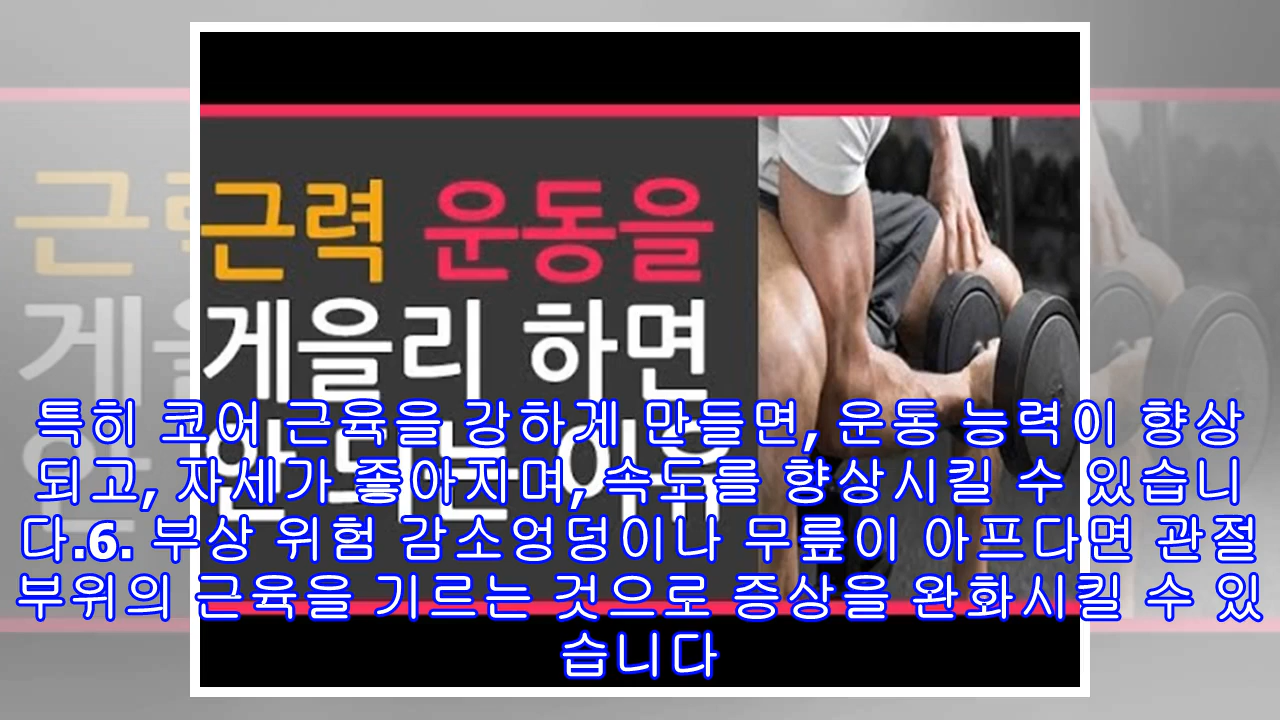 근력 운동을
게을리 하면
안 되는 이유
특히 코어 근육을 강하게 만들면, 운동 능력이 향상
되고, 자세가 좋아지며, 속도를 향상시킬 수 있습니
다.6. 부상 위험 감소엉덩이나 무릎이 아프다면 관절
부위의 근육을 기르는 것으로 증상을 완화시킬 수 있
습니다